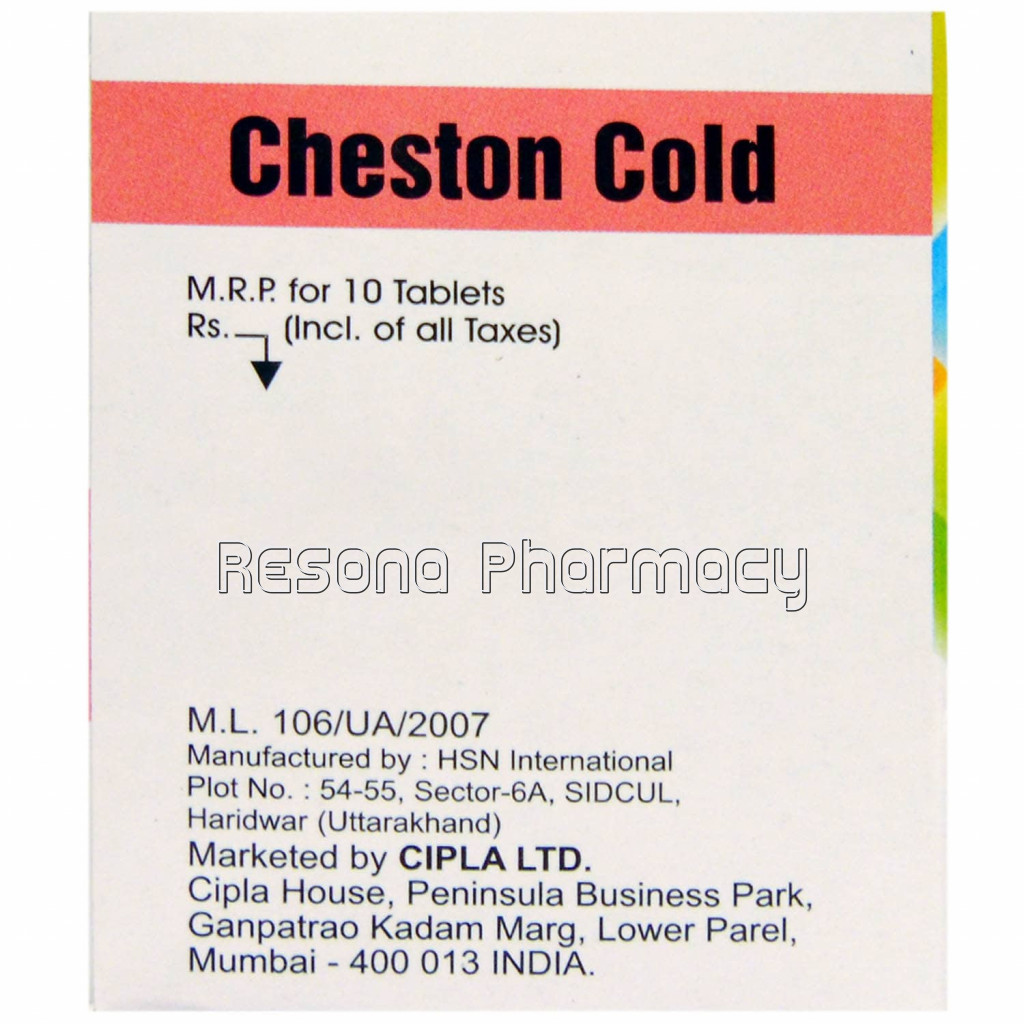 Cheston Cold
M.R.P. for 10 Tablets
Rs. (Incl. of all Taxes)
Resona Pharmacy
M.L. 106/UA/2007
Manufactured by : HSN International
Plot No. : 54-55, Sector-6A, SIDCUL,
Haridwar (Uttarakhand)
Marketed by CIPLA LTD.
Cipla House, Peninsula Business Park,
Ganpatrao Kadam Marg, Lower Parel,
Mumbai - 400 013 INDIA.